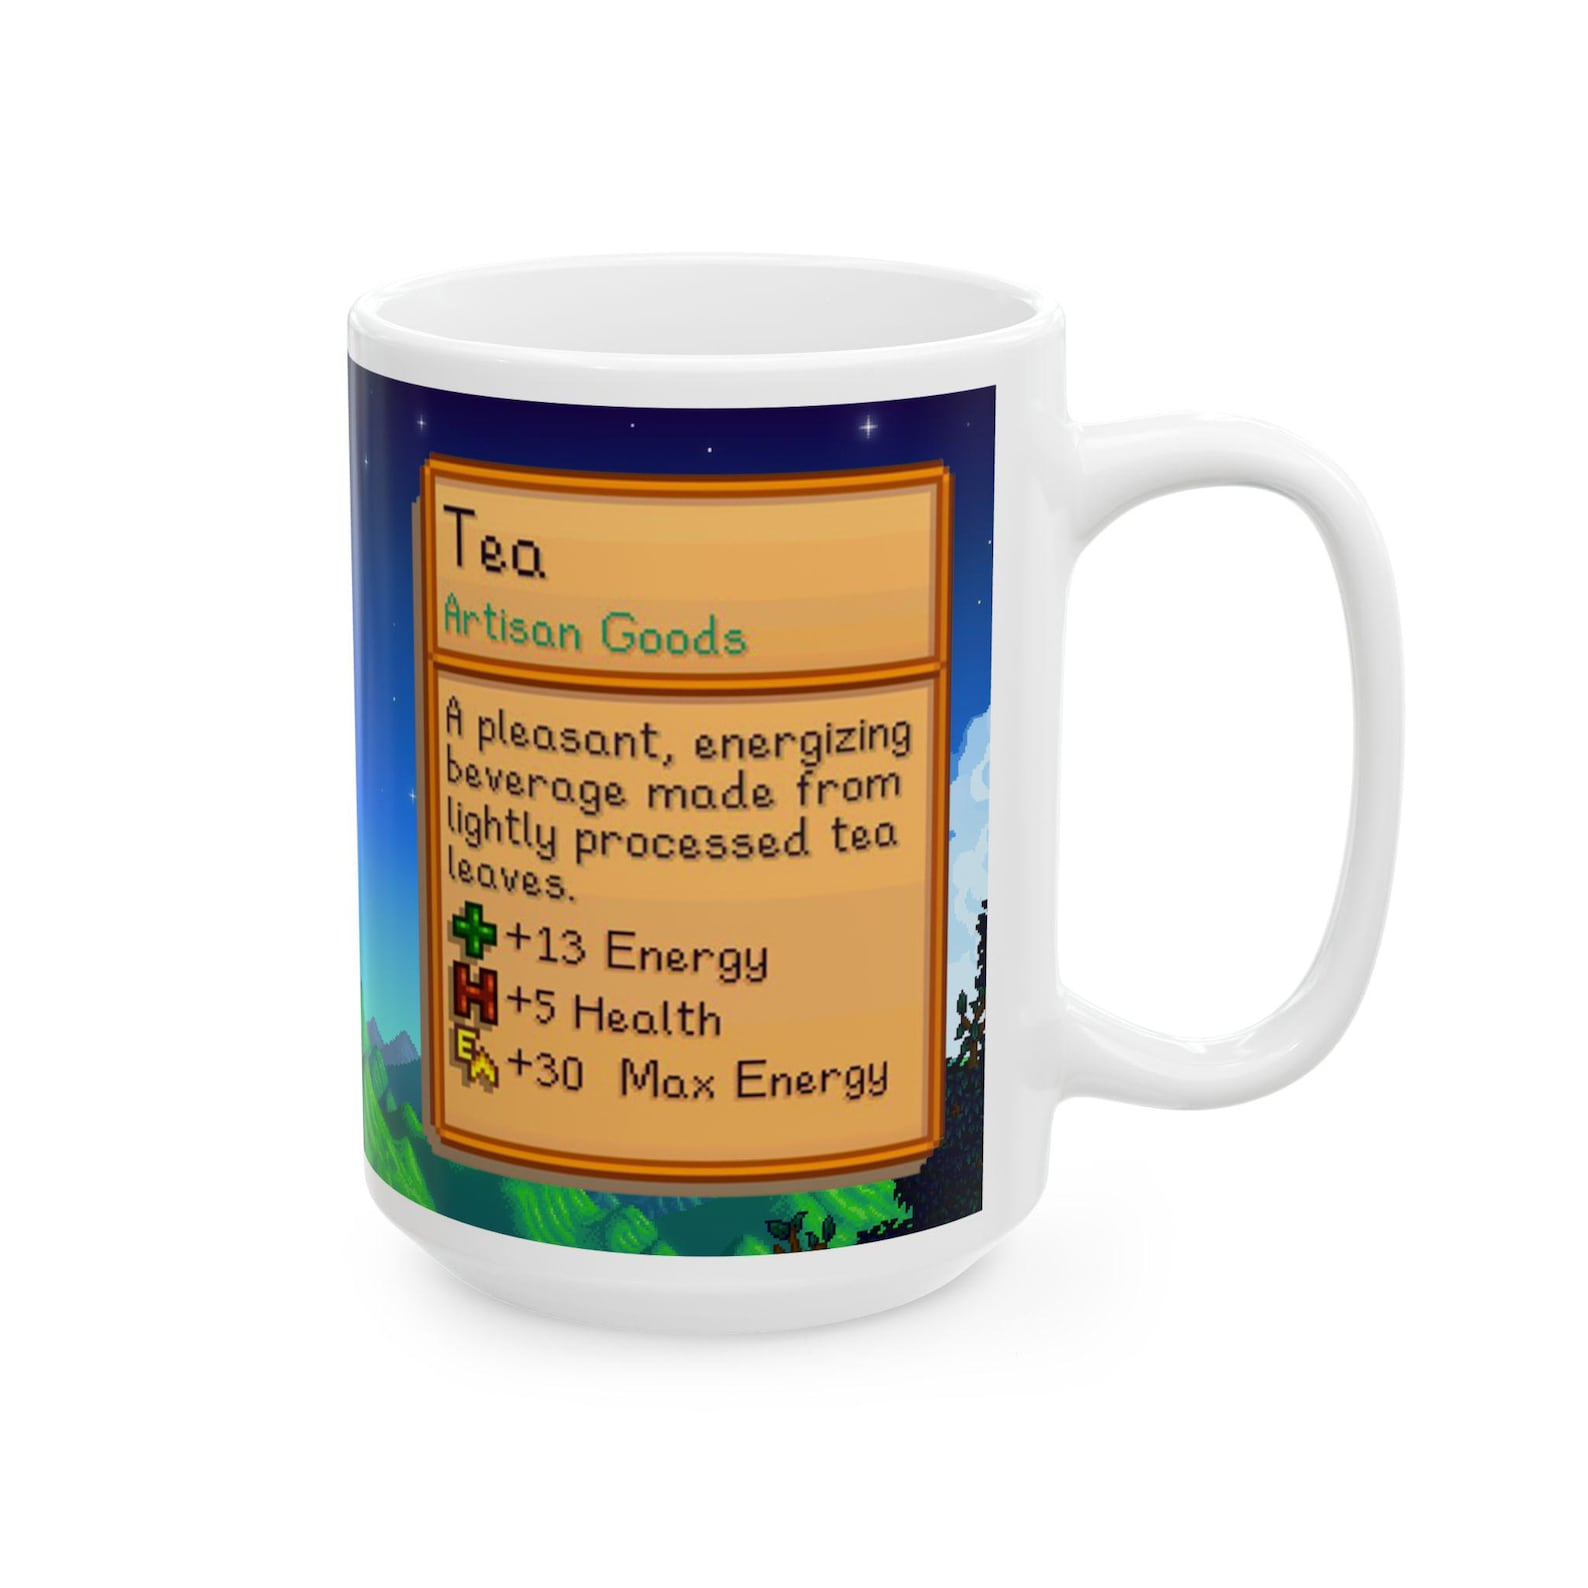 Tea
Artisan Goods
A pleasant, energizing
beverage made from
lightly processed tea
leaves.
+13 Energy
H +5 Health
E +30 Max Energy